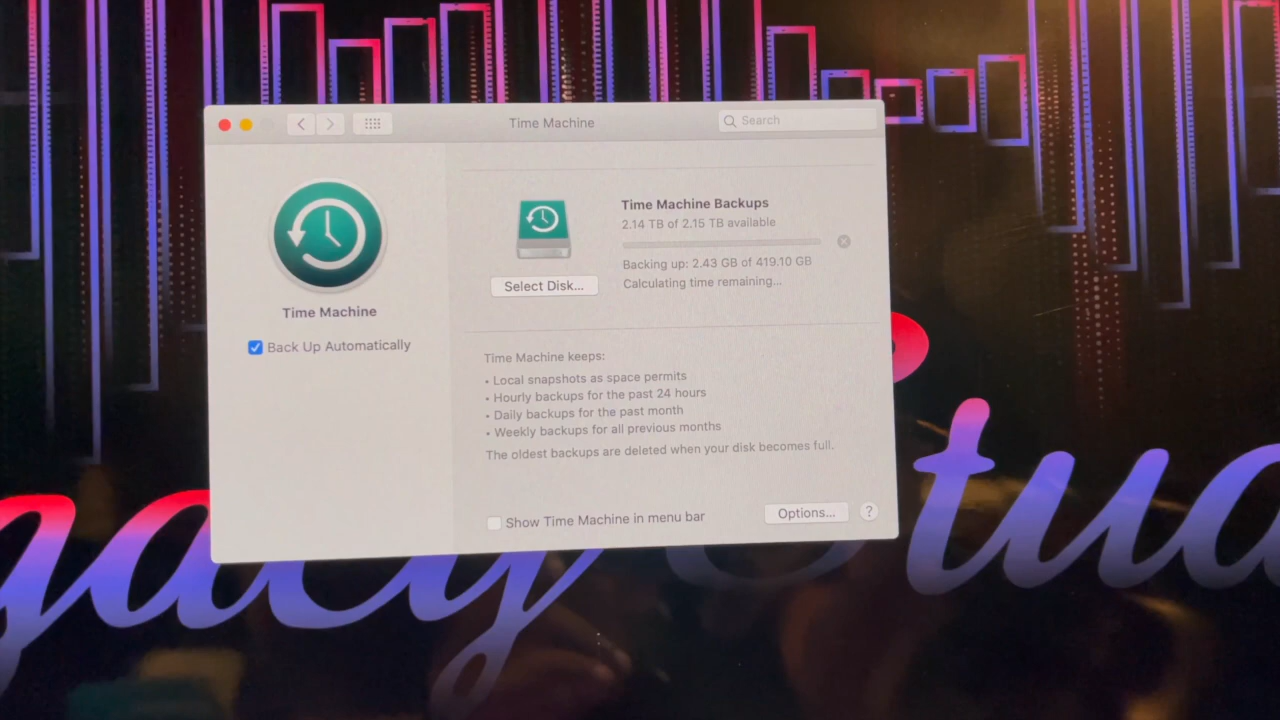 Time Machine
Search
Time Machine Backups
2.14 TB of 2.15 TB available
Backing up: 2.43 GB of 419.10 GB
Calculating time remaining...
Select Disk...
Time Machine
Back Up Automatically
Time Machine keeps:
• Local snapshots as space permits
• Hourly backups for the past 24 hours
• Daily backups for the past month
• Weekly backups for all previous months
The oldest backups are deleted when your disk becomes full.
Show Time Machine in menu bar
Options...
?
gacy Stud